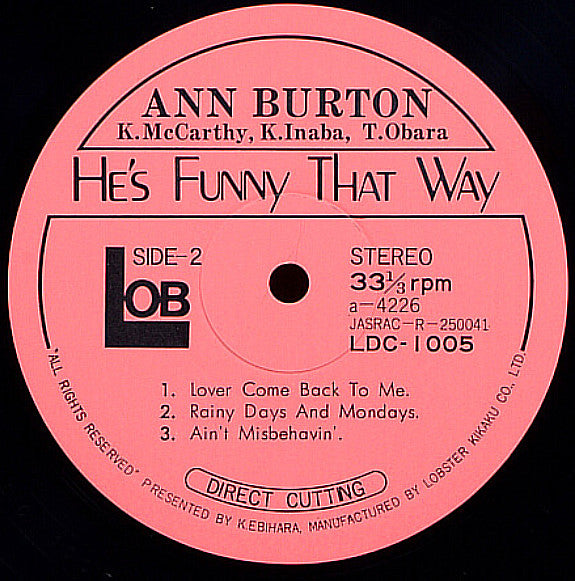 ANN BURTON
K.McCarthy, K.Inaba, T.Obara
HE'S FUNNY THAT WAY
SIDE-2
LOB
STEREO
33⅓rpm
a-4226
JASRAC-R-250041
LDC-1005
1. Lover Come Back To Me.
2. Rainy Days And Mondays.
3. Ain't Misbehavin'.
DIRECT CUTTING
"ALL RIGHTS RESERVED" PRESENTED BY K.EBIHARA, MANUFACTURED BY LOBSTER KIKAKU CO., LTD.